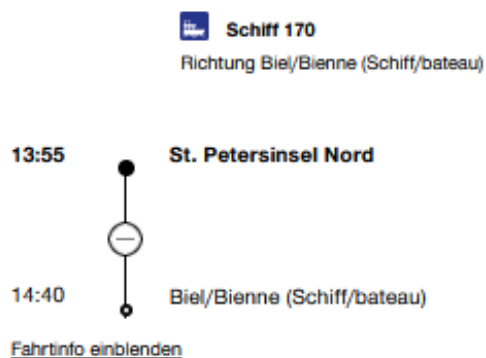 Schiff 170
Richtung Biel/Bienne (Schiff/bateau)
13:55 St. Petersinsel Nord
14:40 Biel/Bienne (Schiff/bateau)
Fahrtinfo einblenden